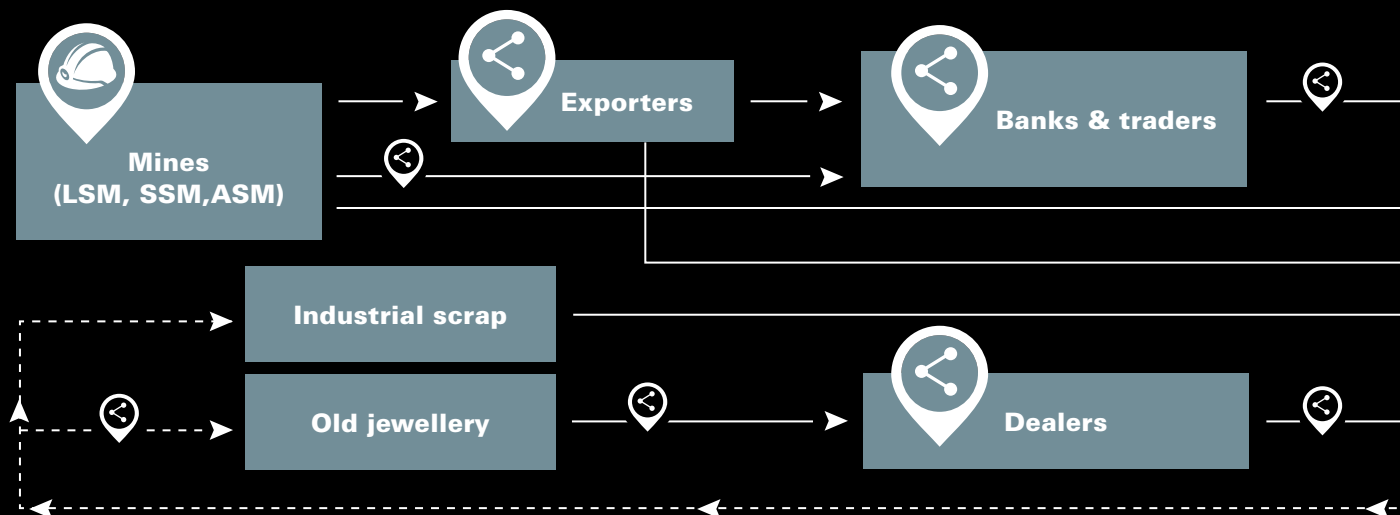 Exporters
Banks & traders
Mines
(LSM, SSM,ASM)
Industrial scrap
Old jewellery
Dealers